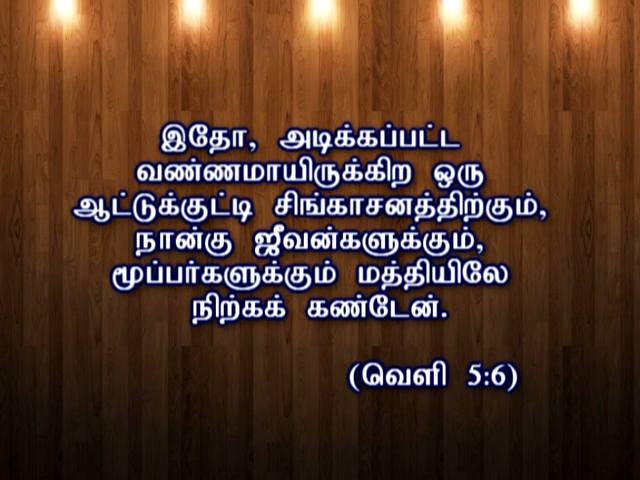 இதோ, அடிக்கப்பட்ட
வண்ணமாயிருக்கிற ஒரு
ஆட்டுக்குட்டி சிங்காசனத்திற்கும்,
நான்கு ஜீவன்களுக்கும்,
மூப்பர்களுக்கும் மத்தியிலே
நிற்கக் கண்டேன்.
(வெளி 5:6)